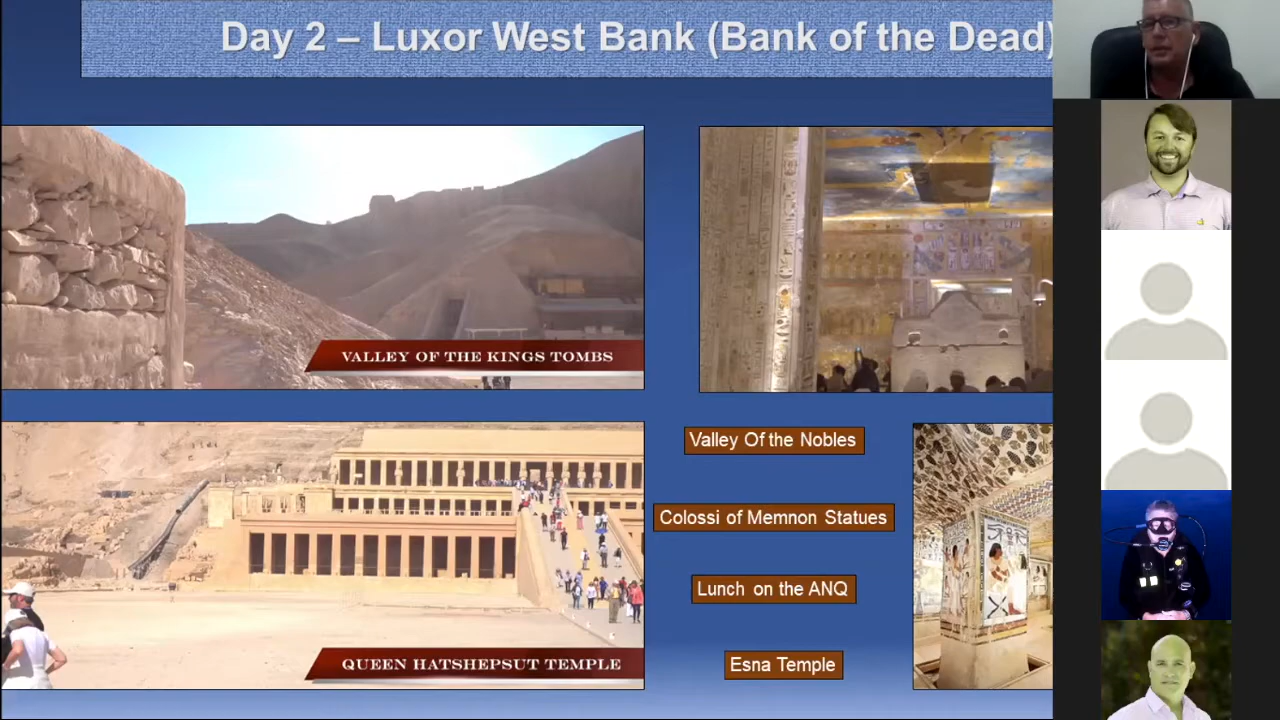 Day 2 – Luxor West Bank (Bank of the Dead)
VALLEY OF THE KINGS TOMBS
Valley Of the Nobles
Colossi of Memnon Statues
Lunch on the ANQ
QUEEN HATSHEPSUT TEMPLE
Esna Temple